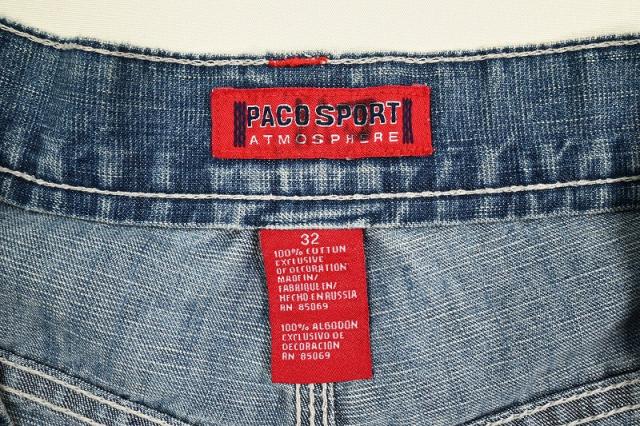 PACO SPORT
ATMOSPHERE
32
100% COTTON
EXCLUSIVE
OF DECORATION
MADE IN/
FABRIQUE EN/
HECHO EN RUSSIA
RN 85069
100% ALGODON
EXCLUSIVO DE
DECORACION
RN 85069